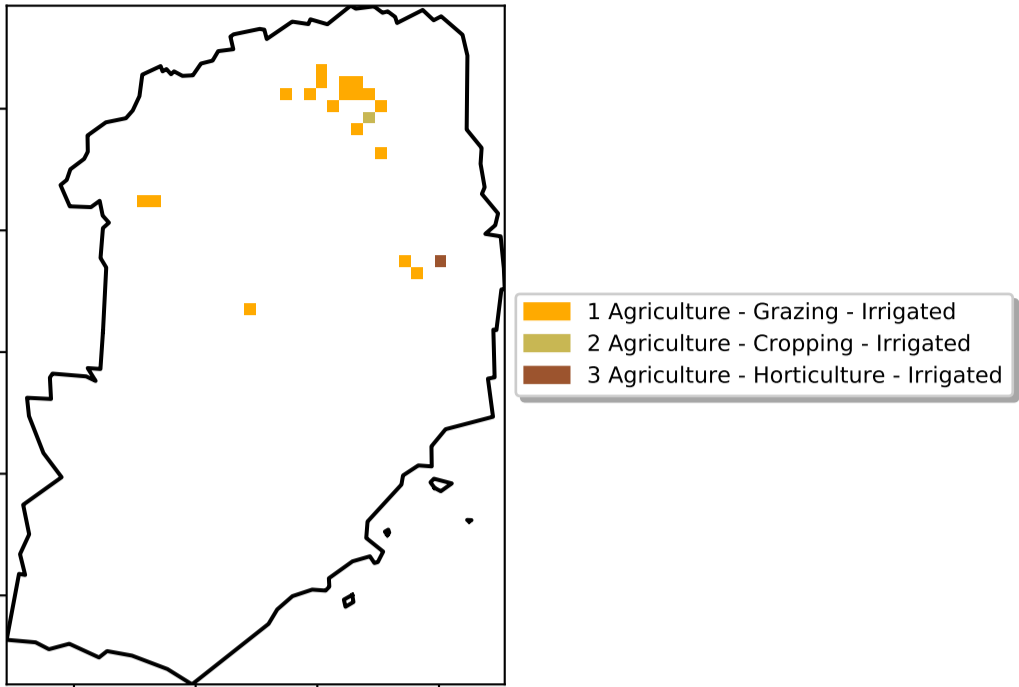 1 Agriculture - Grazing - Irrigated
2 Agriculture - Cropping - Irrigated
3 Agriculture - Horticulture - Irrigated